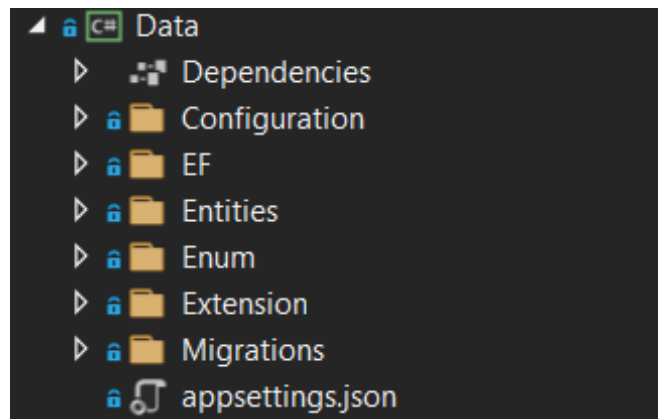 C# Data
Dependencies
Configuration
EF
Entities
Enum
Extension
Migrations
appsettings.json